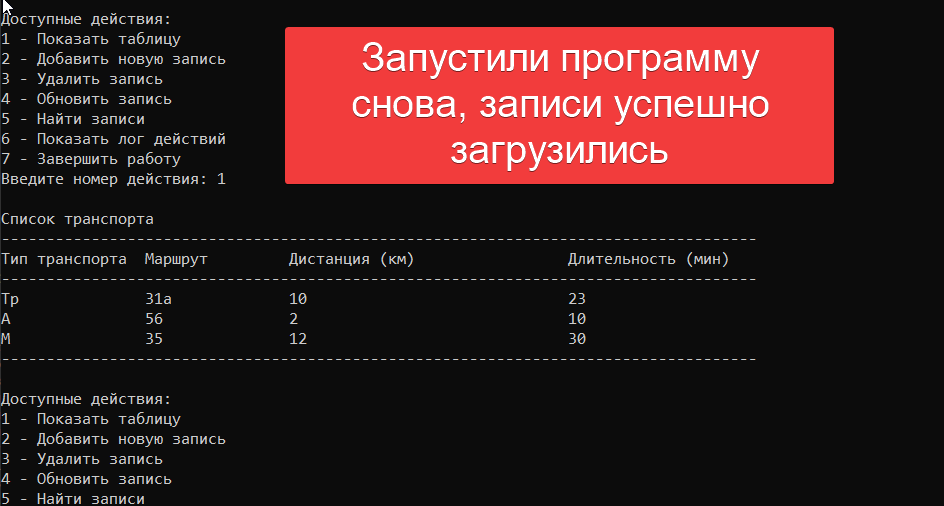 Доступные действия:
1 - Показать таблицу
2 - Добавить новую запись
3 - Удалить запись
4 - Обновить запись
5 - Найти записи
6 - Показать лог действий
7 - Завершить работу
Введите номер действия: 1
Запустили программу
снова, записи успешно
загрузились
Список транспорта
------------------------------------------------------------------------------------
Тип транспорта Маршрут Дистанция (км) Длительность (мин)
------------------------------------------------------------------------------------
Тр 31а 10 23
А 56 2 10
М 35 12 30
------------------------------------------------------------------------------------
Доступные действия:
1 - Показать таблицу
2 - Добавить новую запись
3 - Удалить запись
4 - Обновить запись
5 - Найти записи